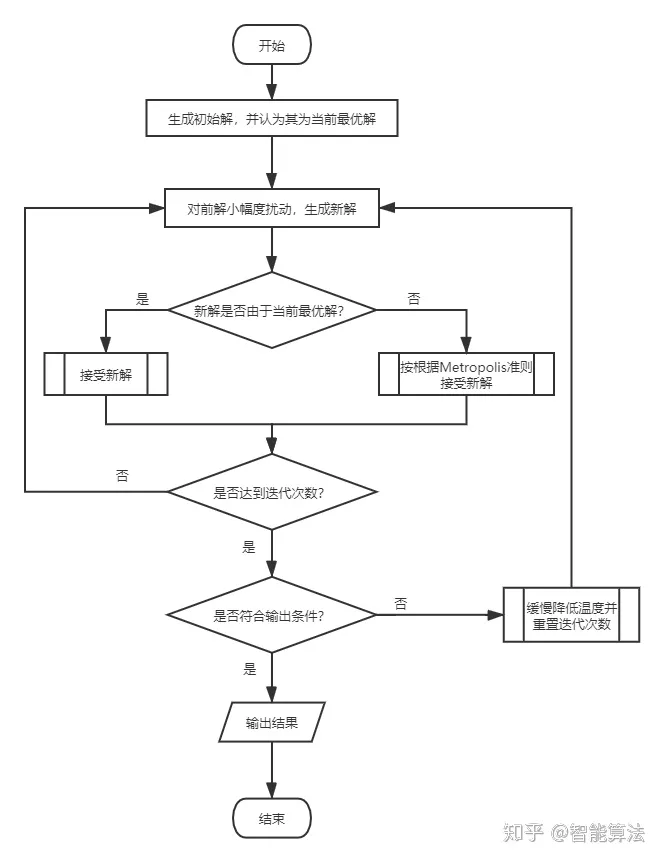 开始
生成初始解，并认为其为当前最优解
对前解小幅度扰动，生成新解
是
新解是否由于当前最优解？
否
接受新解
按根据Metropolis准则
接受新解
否
是否达到迭代次数？
是
是否符合输出条件？
否
缓慢降低温度并
重置迭代次数
是
输出结果
结束
知乎 @智能算法